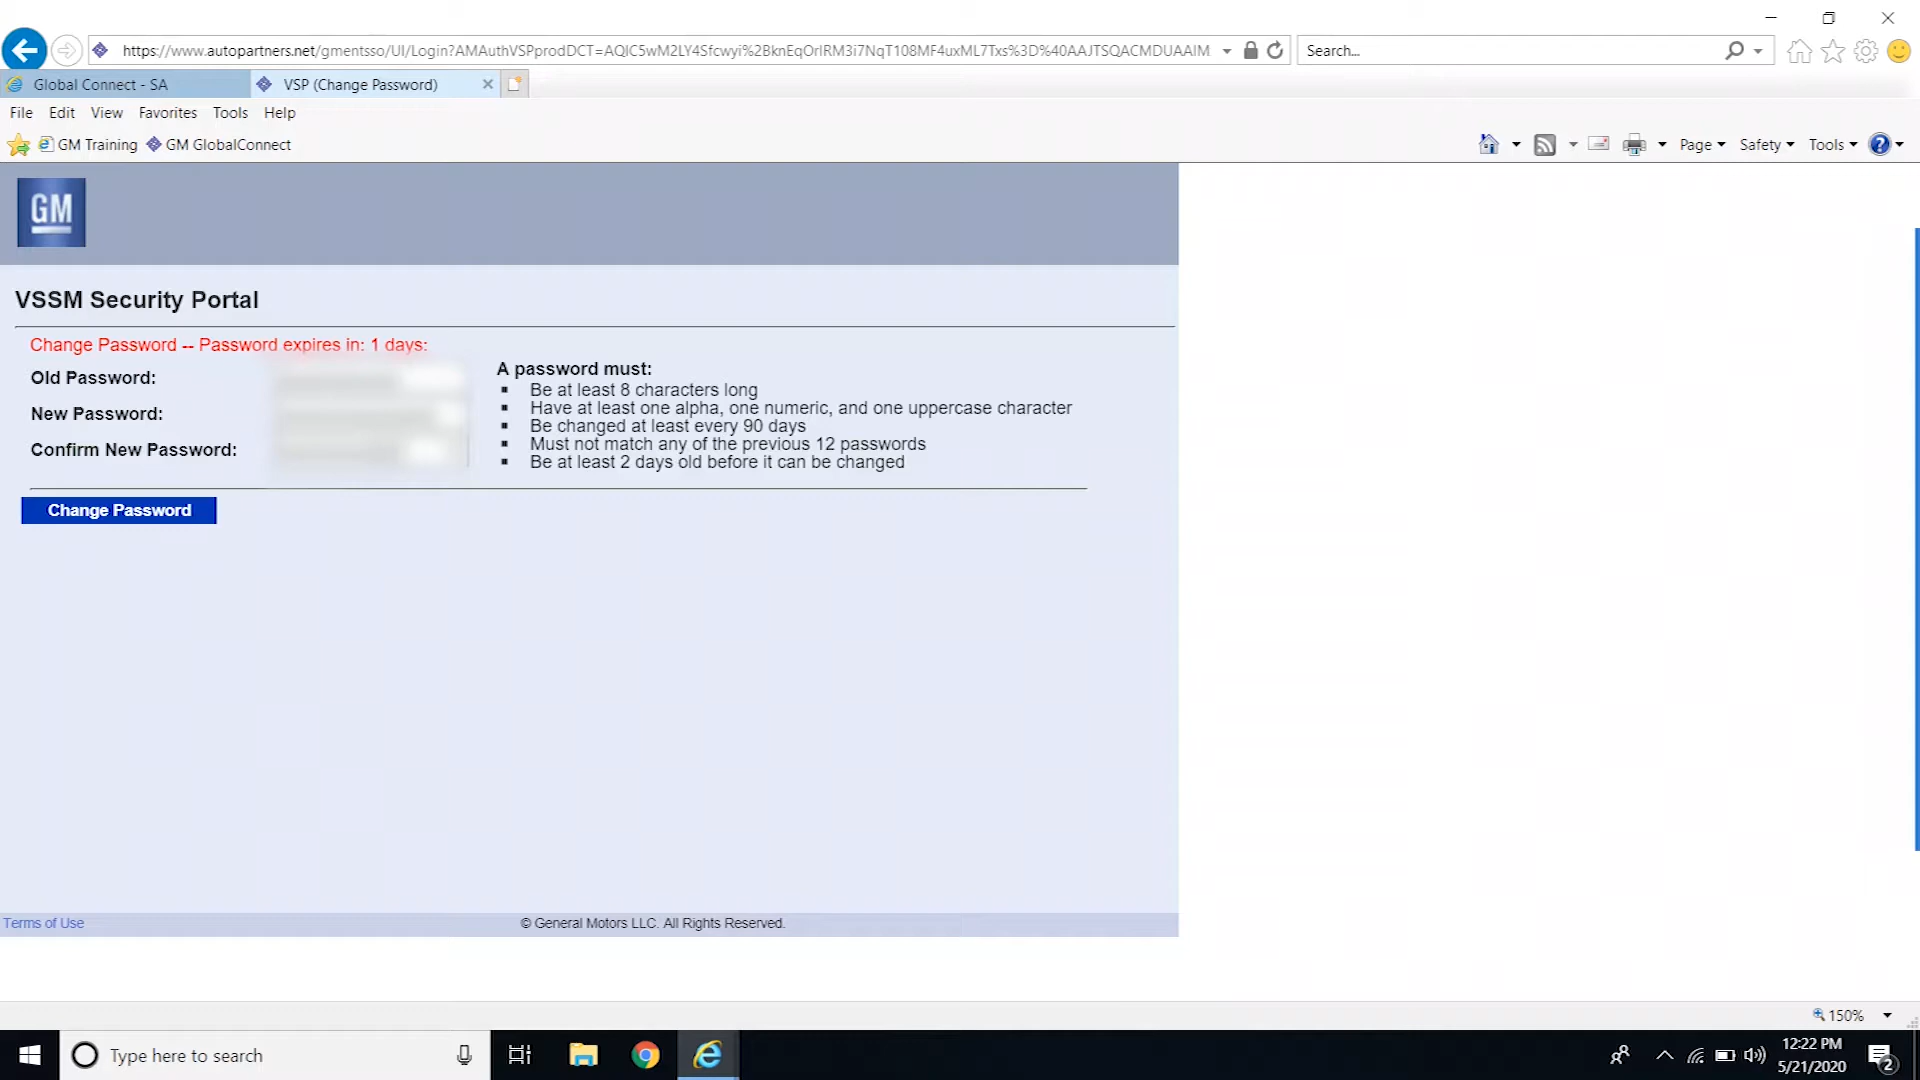 https://www.autopartners.net/gmentsso/UI/Login?AMAuthVSPprodDCT=AQIC5wM2LY4Sfcwyi%2BknEqOrlRM3i7NqT108MF4uxML7Txs%3D%40AAJTSQACMDUAAlM
Search...
Global Connect - SA
VSP (Change Password)
File Edit View Favorites Tools Help
GM Training GM GlobalConnect
Page Safety Tools
GM
VSSM Security Portal
Change Password -- Password expires in: 1 days:
Old Password:
New Password:
Confirm New Password:
A password must:
Be at least 8 characters long
Have at least one alpha, one numeric, and one uppercase character
Be changed at least every 90 days
Must not match any of the previous 12 passwords
Be at least 2 days old before it can be changed
Change Password
Terms of Use
© General Motors LLC. All Rights Reserved.
150%
Type here to search
12:22 PM
5/21/2020
2